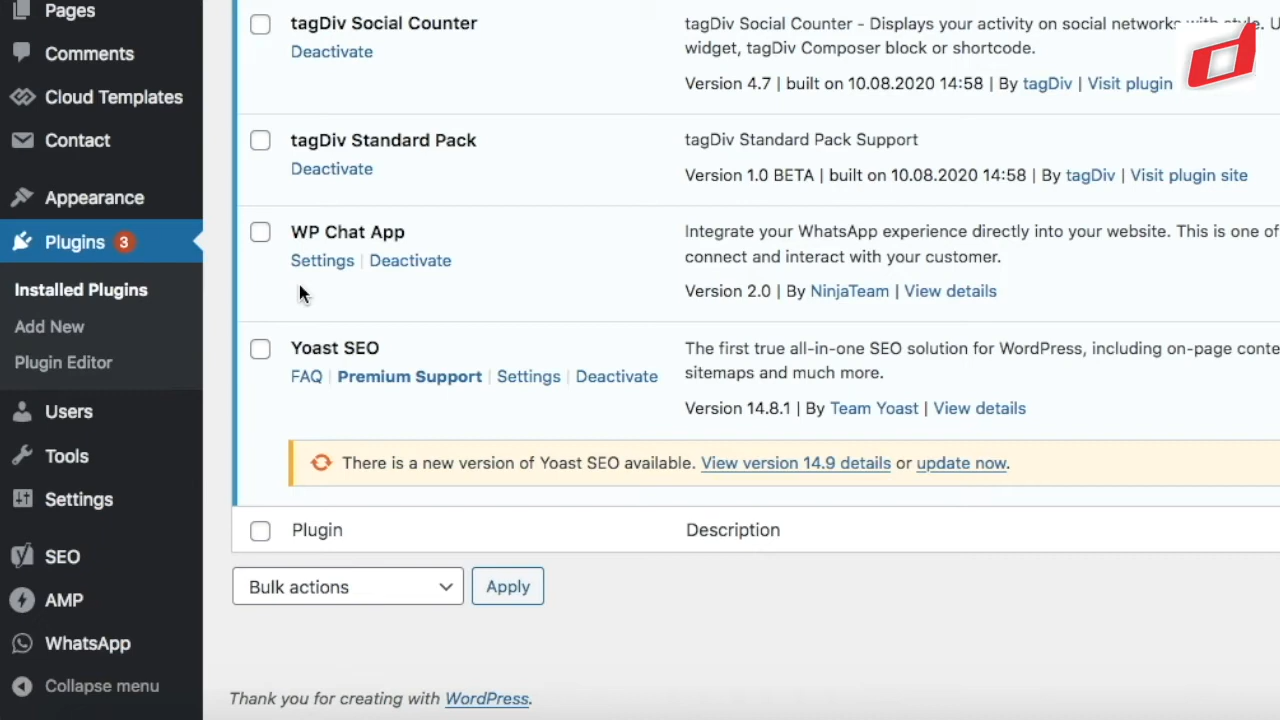 Pages
Comments
Cloud Templates
Contact
Appearance
Plugins 3
Installed Plugins
Add New
Plugin Editor
Users
Tools
Settings
SEO
AMP
WhatsApp
Collapse menu
tagDiv Social Counter
Deactivate
tagDiv Social Counter - Displays your activity on social networks with style. U
widget, tagDiv Composer block or shortcode.
Version 4.7 | built on 10.08.2020 14:58 | By tagDiv | Visit plugin
tagDiv Standard Pack
Deactivate
tagDiv Standard Pack Support
Version 1.0 BETA | built on 10.08.2020 14:58 | By tagDiv | Visit plugin site
WP Chat App
Settings | Deactivate
Integrate your WhatsApp experience directly into your website. This is one of
connect and interact with your customer.
Version 2.0 | By NinjaTeam | View details
Yoast SEO
FAQ | Premium Support | Settings | Deactivate
The first true all-in-one SEO solution for WordPress, including on-page conte
sitemaps and much more.
Version 14.8.1 | By Team Yoast | View details
There is a new version of Yoast SEO available. View version 14.9 details or update now.
Plugin
Description
Bulk actions
Apply
Thank you for creating with WordPress.